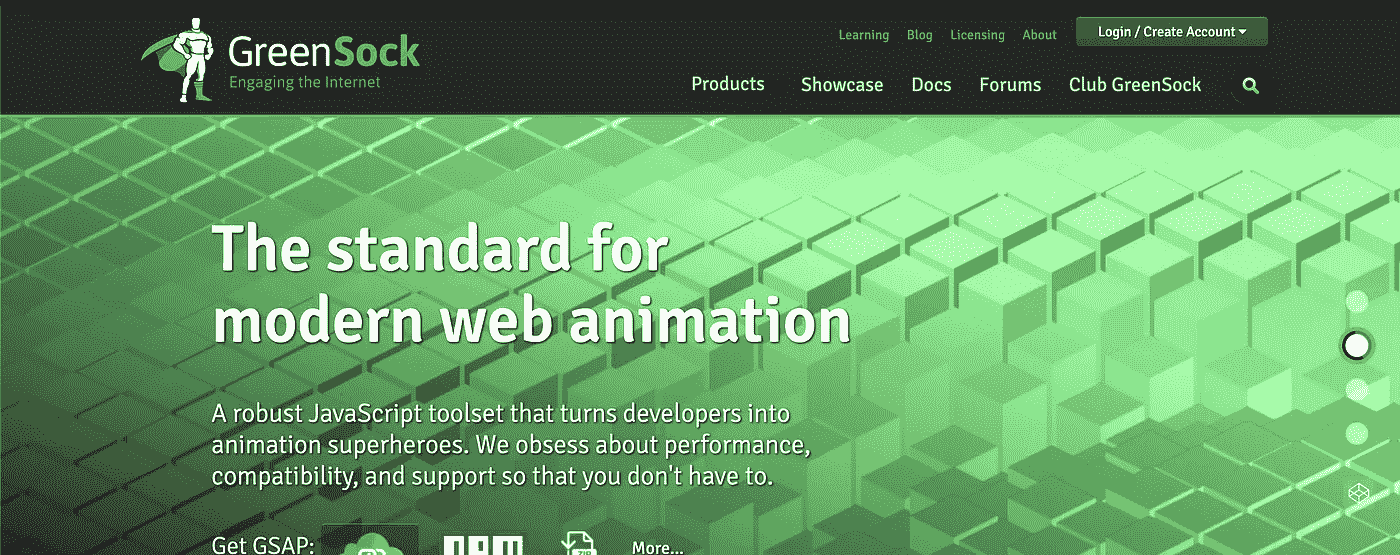 GreenSock
Engaging the Internet
Learning Blog Licensing About Login / Create Account
Products Showcase Docs Forums Club GreenSock
The standard for
modern web animation
A robust JavaScript toolset that turns developers into
animation superheroes. We obsess about performance,
compatibility, and support so that you don't have to.
Get GSAP: npm ZIP More...